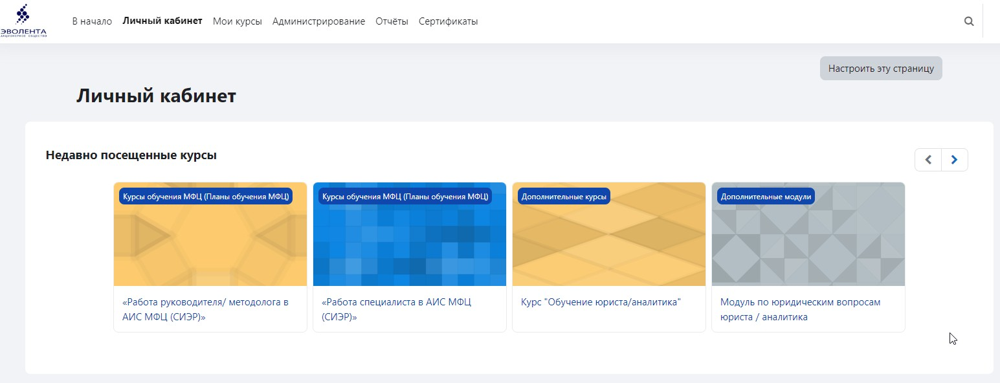 ЭВОЛЕНТА
АКЦИОНЕРНОЕ ОБЩЕСТВО
В начало Личный кабинет Мои курсы Администрирование Отчёты Сертификаты
Настроить эту страницу
Личный кабинет
Недавно посещенные курсы
Курсы обучения МФЦ (Планы обучения МФЦ)
«Работа руководителя/ методолога в
АИС МФЦ (СИЭР)»
Курсы обучения МФЦ (Планы обучения МФЦ)
«Работа специалиста в АИС МФЦ
(СИЭР)»
Дополнительные курсы
Курс "Обучение юриста/аналитика"
Дополнительные модули
Модуль по юридическим вопросам
юриста / аналитика